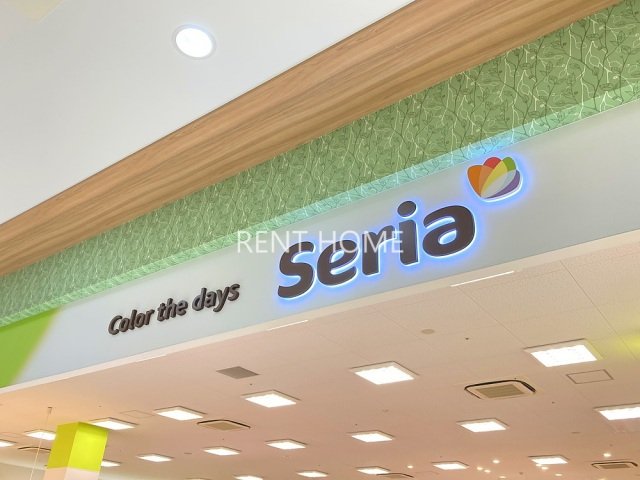 Color the days
Seria
RENT HOME